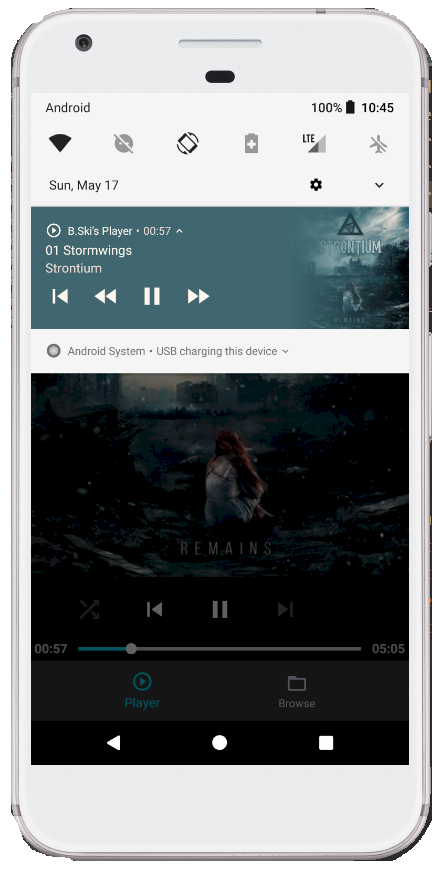 Android 100% 10:45
LTE
Sun, May 17
B.Ski's Player • 00:57
01 Stormwings
Strontium
STRONTIUM
REMAINS
Android System • USB charging this device
REMAINS
00:57 05:05
Player Browse